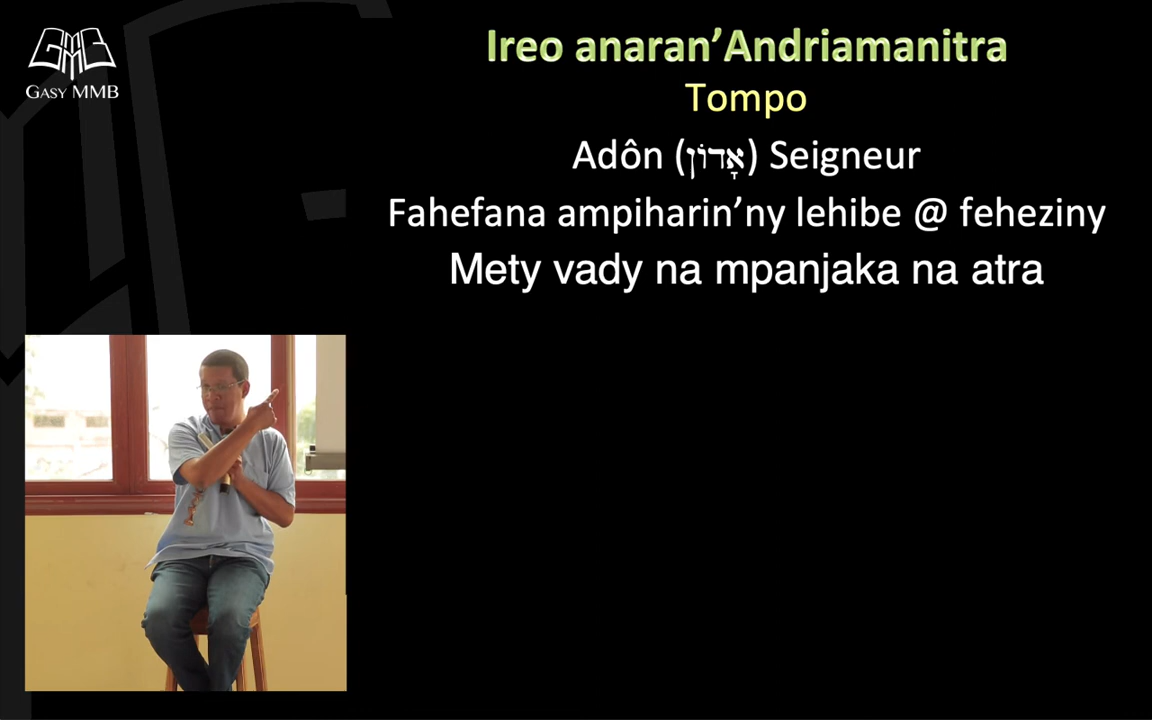 GASY MMB
Ireo anaran’Andriamanitra
Tompo
Adôn (אָדוֹן) Seigneur
Fahefana ampiharin’ny lehibe @ feheziny
Mety vady na mpanjaka na atra